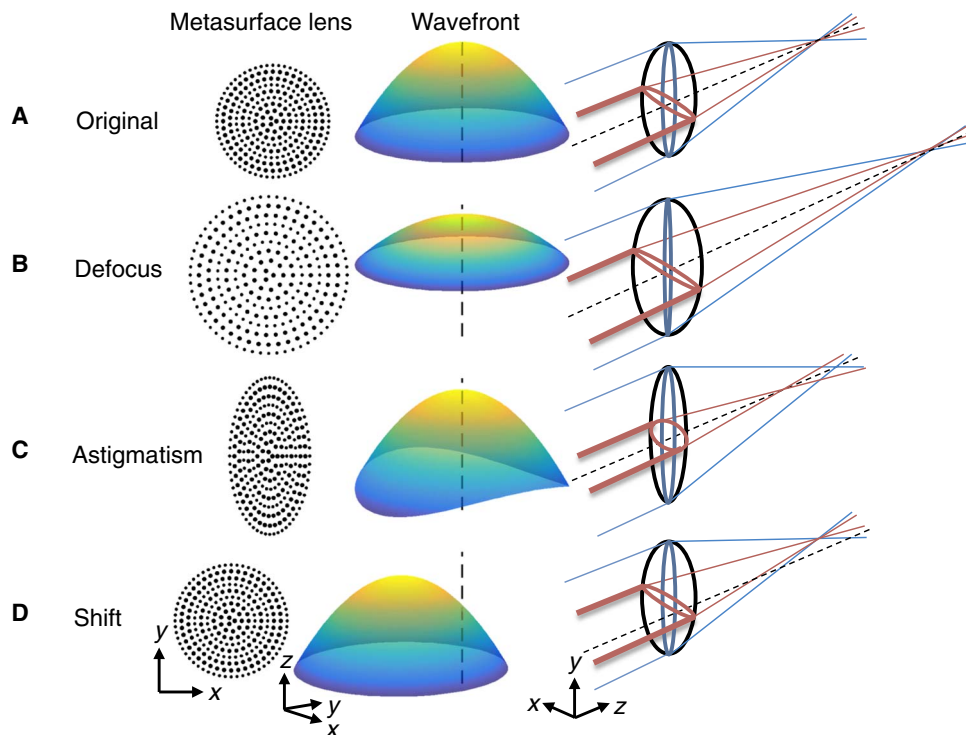 Metasurface lens Wavefront
A Original
B Defocus
C Astigmatism
D Shift
y
x
z
y
x
y
x
z